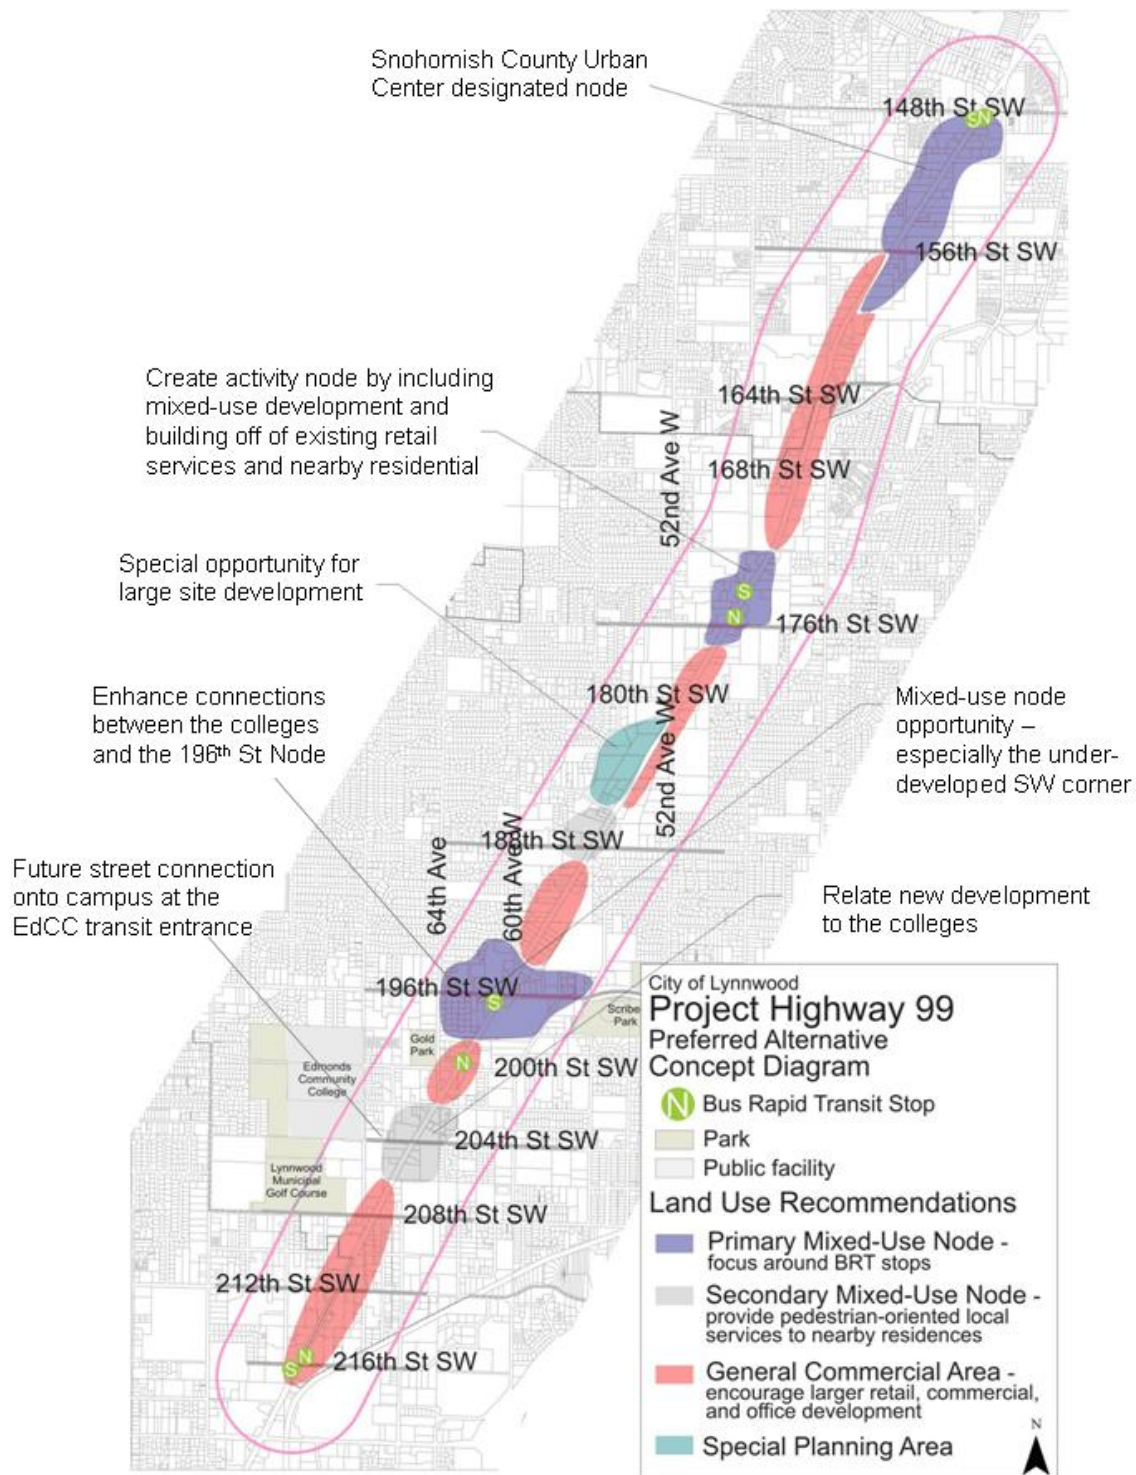 Snohomish County Urban
Center designated node
148th St SW
S N
156th St SW
Create activity node by including
mixed-use development and
building off of existing retail
services and nearby residential
164th St SW
52nd Ave W
168th St SW
Special opportunity for
large site development
S
N
176th St SW
Enhance connections
between the colleges
and the 196th St Node
180th St SW
Mixed-use node
opportunity –
especially the under-
developed SW corner
52nd Ave W
188th St SW
64th Ave
60th Ave W
Future street connection
onto campus at the
EdCC transit entrance
Relate new development
to the colleges
196th St SW
S
Scriber
Park
Gold
Park
N
200th St SW
Edmonds
Community
College
204th St SW
Lynnwood
Municipal
Golf Course
208th St SW
212th St SW
S N
216th St SW
City of Lynnwood
Project Highway 99
Preferred Alternative
Concept Diagram
N Bus Rapid Transit Stop
Park
Public facility
Land Use Recommendations
Primary Mixed-Use Node -
focus around BRT stops
Secondary Mixed-Use Node -
provide pedestrian-oriented local
services to nearby residences
General Commercial Area -
encourage larger retail, commercial,
and office development
Special Planning Area
N